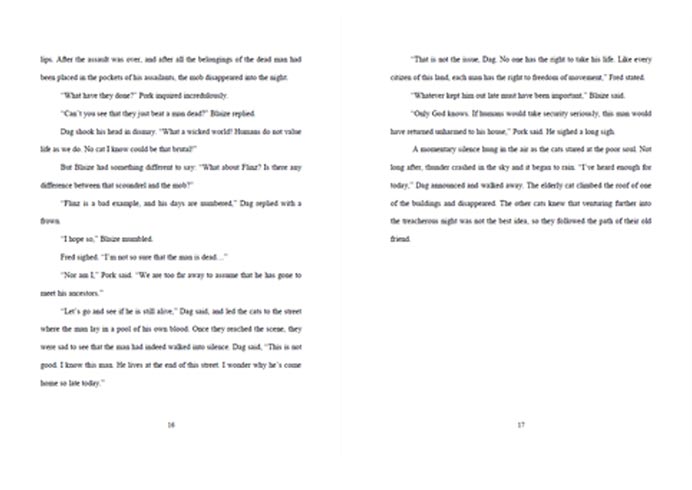 lips. After the assault was over, and after all the belongings of the dead man had
been placed in the pockets of his assailants, the mob disappeared into the night.
“What have they done?” Pork inquired incredulously.
“Can’t you see that they just beat a man dead?” Blaize replied.
Dag shook his head in dismay. “What a wicked world! Humans do not value
life as we do. No cat I know could be that brutal!”
But Blaize had something different to say: “What about Flinz? Is there any
difference between that scoundrel and the mob?”
“Flinz is a bad example, and his days are numbered,” Dag replied with a
frown.
“I hope so,” Blaize mumbled.
Fred sighed. “I’m not so sure that the man is dead…”
“Nor am I,” Pork said. “We are too far away to assume that he has gone to
meet his ancestors.”
“Let’s go and see if he is still alive,” Dag said, and led the cats to the street
where the man lay in a pool of his own blood. Once they reached the scene, they
were sad to see that the man had indeed walked into silence. Dag said, “This is not
good. I know this man. He lives at the end of this street. I wonder why he’s come
home so late today.”
16
“That is not the issue, Dag. No one has the right to take his life. Like every
citizen of this land, each man has the right to freedom of movement,” Fred stated.
“Whatever kept him out late must have been important,” Blaize said.
“Only God knows. If humans would take security seriously, this man would
have returned unharmed to his house,” Pork said. He sighed a long sigh.
A momentary silence hung in the air as the cats stared at the poor soul. Not
long after, thunder crashed in the sky and it began to rain. “I’ve heard enough for
today,” Dag announced and walked away. The elderly cat climbed the roof of one
of the buildings and disappeared. The other cats knew that venturing further into
the treacherous night was not the best idea, so they followed the path of their old
friend.
17